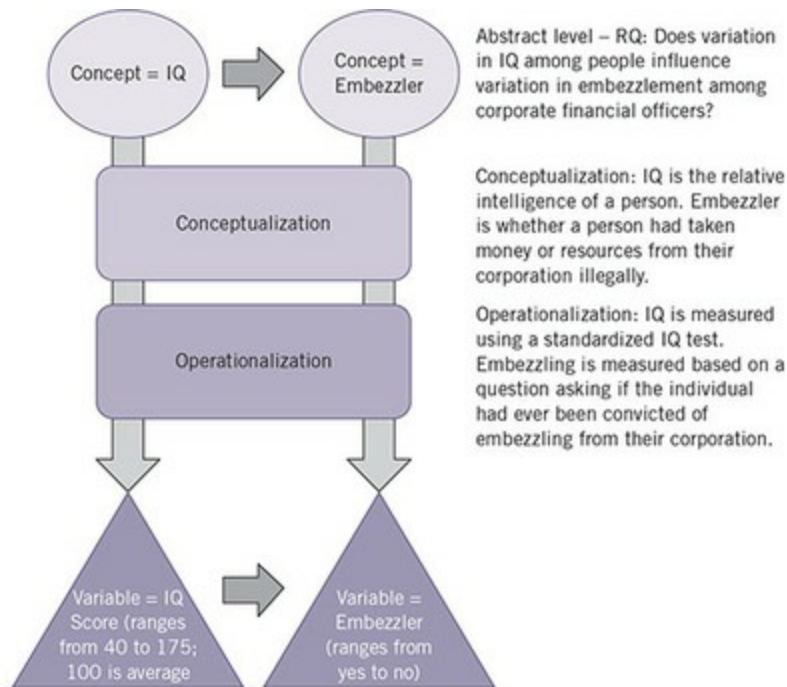 Concept = IQ
Concept =
Embezzler
Abstract level – RQ: Does variation
in IQ among people influence
variation in embezzlement among
corporate financial officers?
Conceptualization
Conceptualization: IQ is the relative
intelligence of a person. Embezzler
is whether a person had taken
money or resources from their
corporation illegally.
Operationalization
Operationalization: IQ is measured
using a standardized IQ test.
Embezzling is measured based on a
question asking if the individual
had ever been convicted of
embezzling from their corporation.
Variable = IQ
Score (ranges
from 40 to 175;
100 is average
Variable =
Embezzler
(ranges from
yes to no)